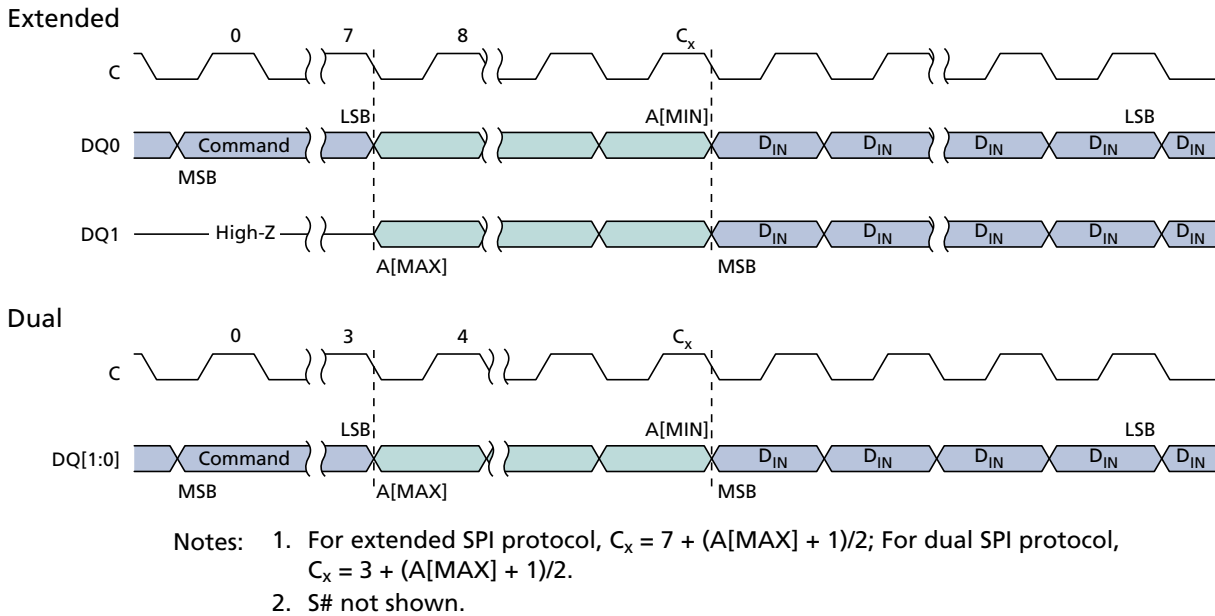 Extended
0 7 8 Cx
C
LSB A[MIN] LSB
DQ0 Command DIN DIN DIN DIN DIN
MSB
DQ1 High-Z DIN DIN DIN DIN DIN
A[MAX] MSB
Dual
0 3 4 Cx
C
LSB A[MIN] LSB
DQ[1:0] Command DIN DIN DIN DIN DIN
MSB A[MAX] MSB
Notes: 1. For extended SPI protocol, Cx = 7 + (A[MAX] + 1)/2; For dual SPI protocol,
Cx = 3 + (A[MAX] + 1)/2.
2. S# not shown.